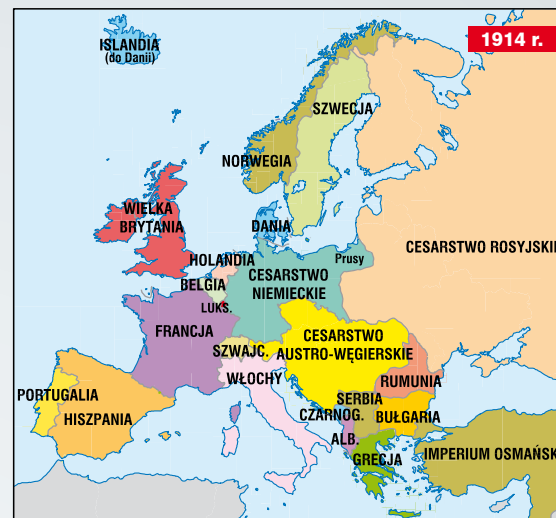 1914 r.
ISLANDIA
(do Danii)
SZWECJA
NORWEGIA
WIELKA
BRYTANIA
DANIA
CESARSTWO ROSYJSKIE
HOLANDIA
Prusy
BELGIA
CESARSTWO
NIEMIECKIE
LUKS.
FRANCJA
CESARSTWO
AUSTRO-WĘGIERSKIE
SZWAJC.
WŁOCHY
RUMUNIA
PORTUGALIA
HISZPANIA
SERBIA
CZARNOG.
BUŁGARIA
ALB.
GRECJA
IMPERIUM OSMAŃSK